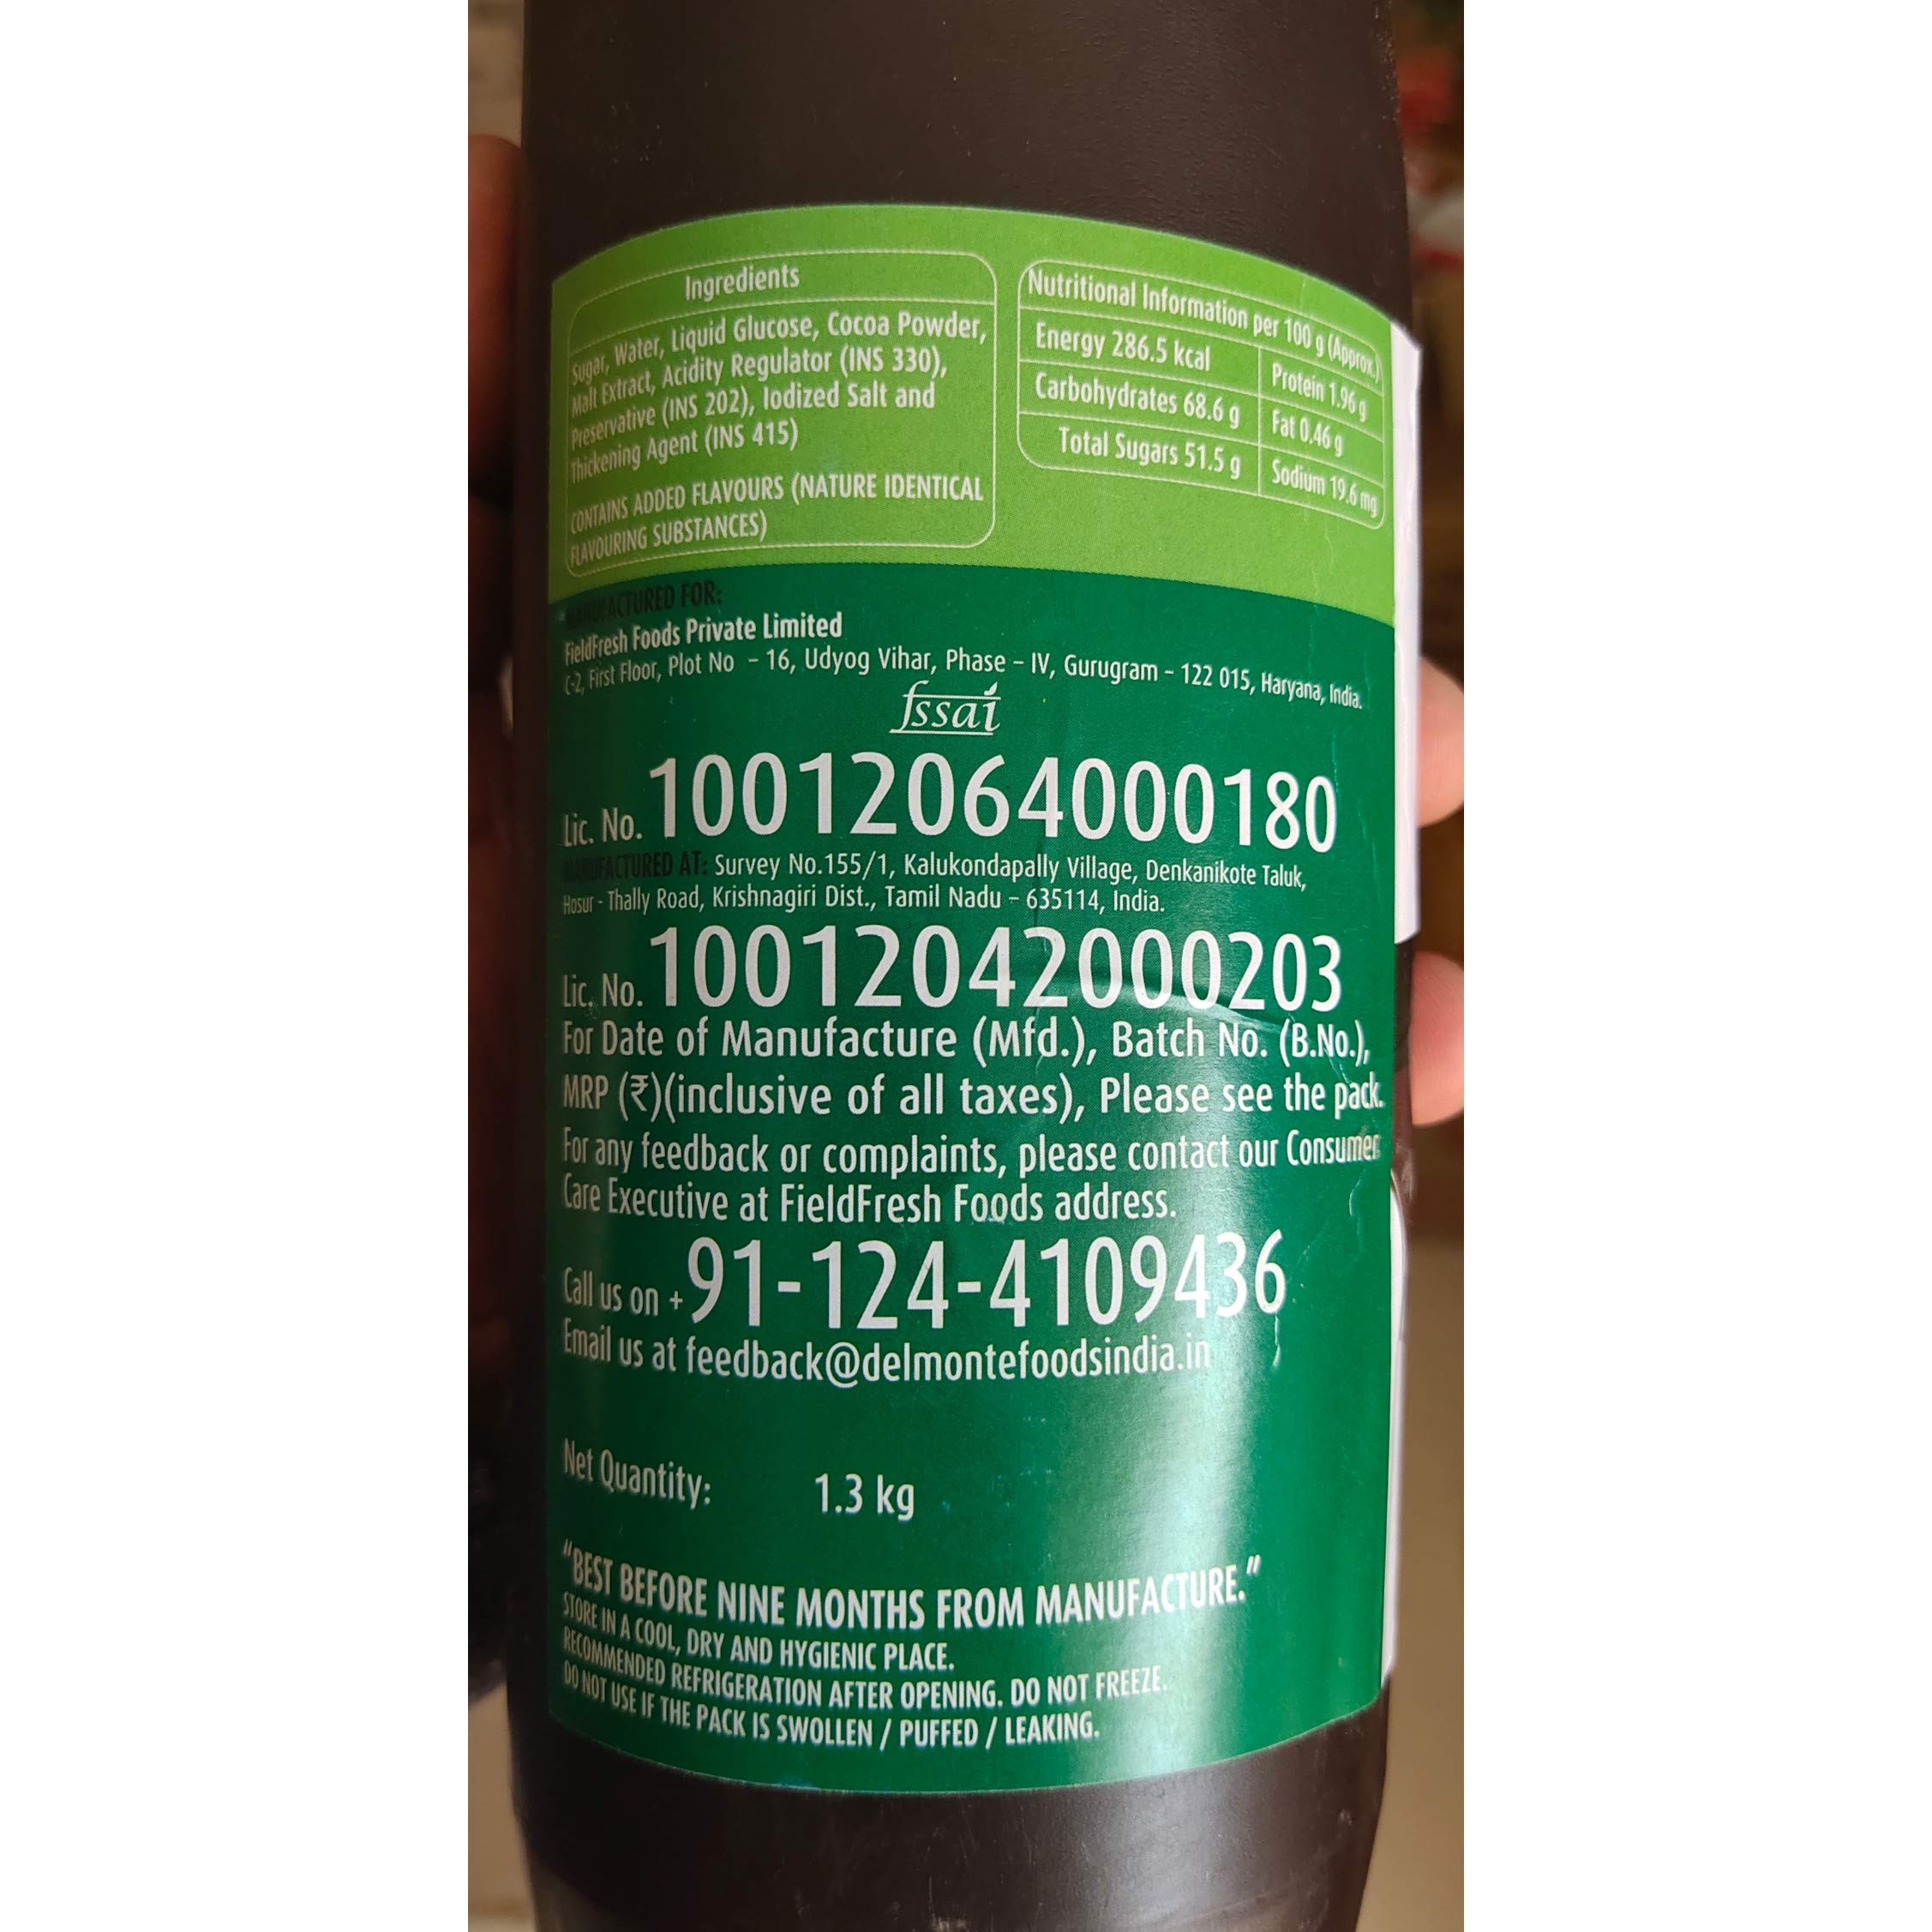 Ingredients
Sugar, Water, Liquid Glucose, Cocoa Powder,
Malt Extract, Acidity Regulator (INS 330),
Preservative (INS 202), Iodized Salt and
Thickening Agent (INS 415)
CONTAINS ADDED FLAVOURS (NATURE IDENTICAL
FLAVOURING SUBSTANCES)
Nutritional Information per 100 g (Approx.)
Energy 286.5 kcal
Protein 1.96 g
Carbohydrates 68.6 g
Fat 0.46 g
Total Sugars 51.5 g
Sodium 19.6 mg
MANUFACTURED FOR:
FieldFresh Foods Private Limited
C-2, First Floor, Plot No – 16, Udyog Vihar, Phase – IV, Gurugram – 122 015, Haryana, India.
fssai
Lic. No. 10012064000180
MANUFACTURED AT: Survey No.155/1, Kalukondapally Village, Denkanikote Taluk,
Hosur - Thally Road, Krishnagiri Dist., Tamil Nadu – 635114, India.
Lic. No. 10012042000203
For Date of Manufacture (Mfd.), Batch No. (B.No.),
MRP (₹)(inclusive of all taxes), Please see the pack.
For any feedback or complaints, please contact our Consumer
Care Executive at FieldFresh Foods address.
Call us on +91-124-4109436
Email us at feedback@delmontefoodsindia.in
Net Quantity: 1.3 kg
"BEST BEFORE NINE MONTHS FROM MANUFACTURE."
STORE IN A COOL, DRY AND HYGIENIC PLACE.
RECOMMENDED REFRIGERATION AFTER OPENING. DO NOT FREEZE.
DO NOT USE IF THE PACK IS SWOLLEN / PUFFED / LEAKING.